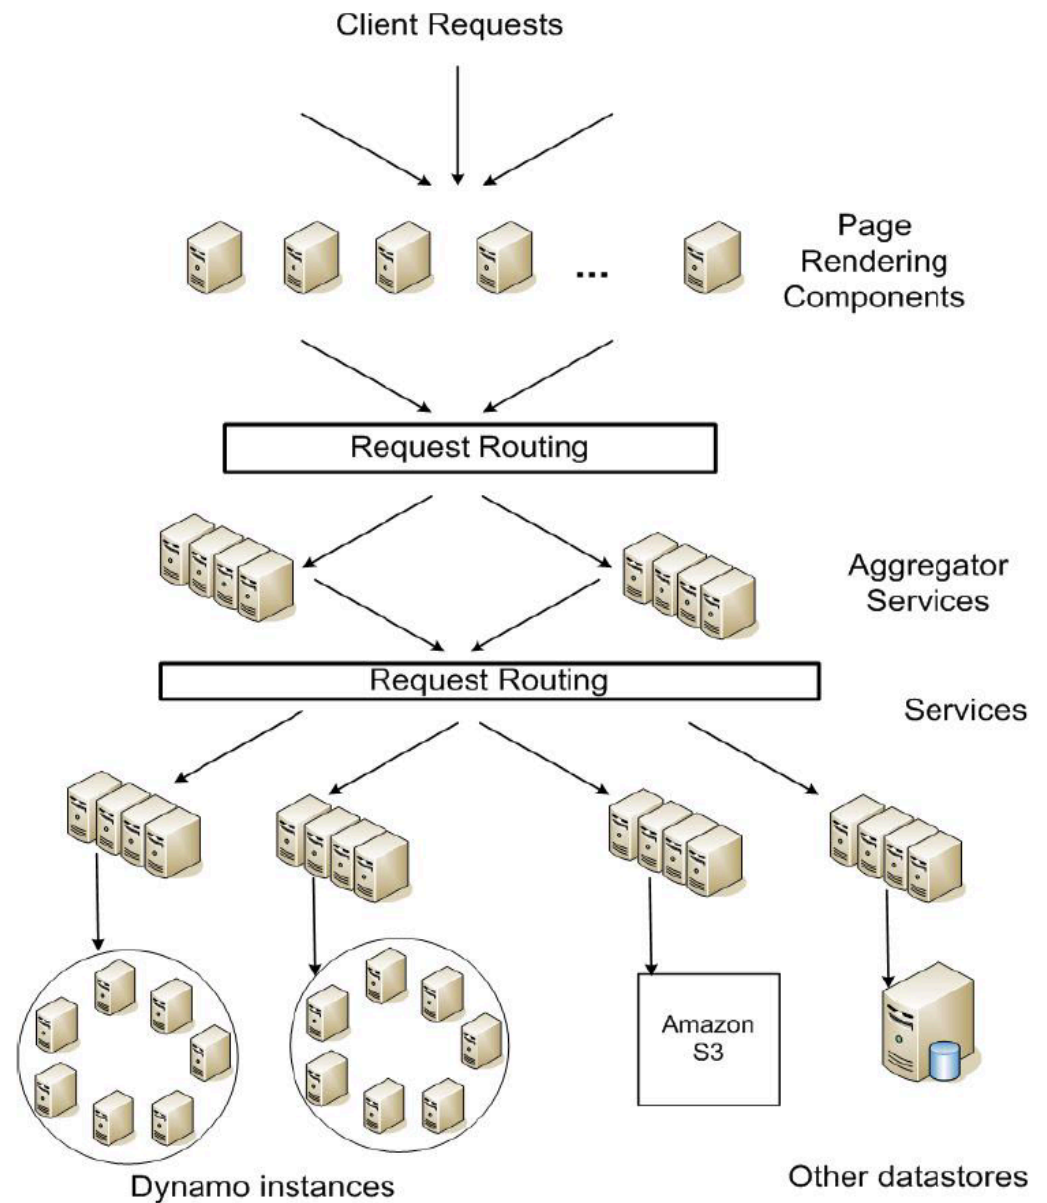 Client Requests
Page
Rendering
Components
...
Request Routing
Aggregator
Services
Request Routing
Services
Amazon
S3
Dynamo instances
Other datastores